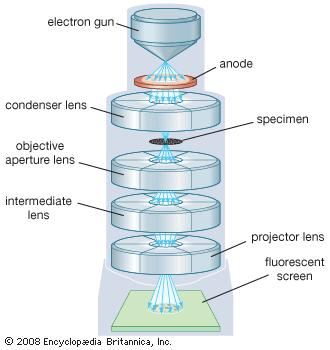 electron gun
anode
condenser lens
specimen
objective
aperture lens
intermediate
lens
projector lens
fluorescent
screen
© 2008 Encyclopædia Britannica, Inc.